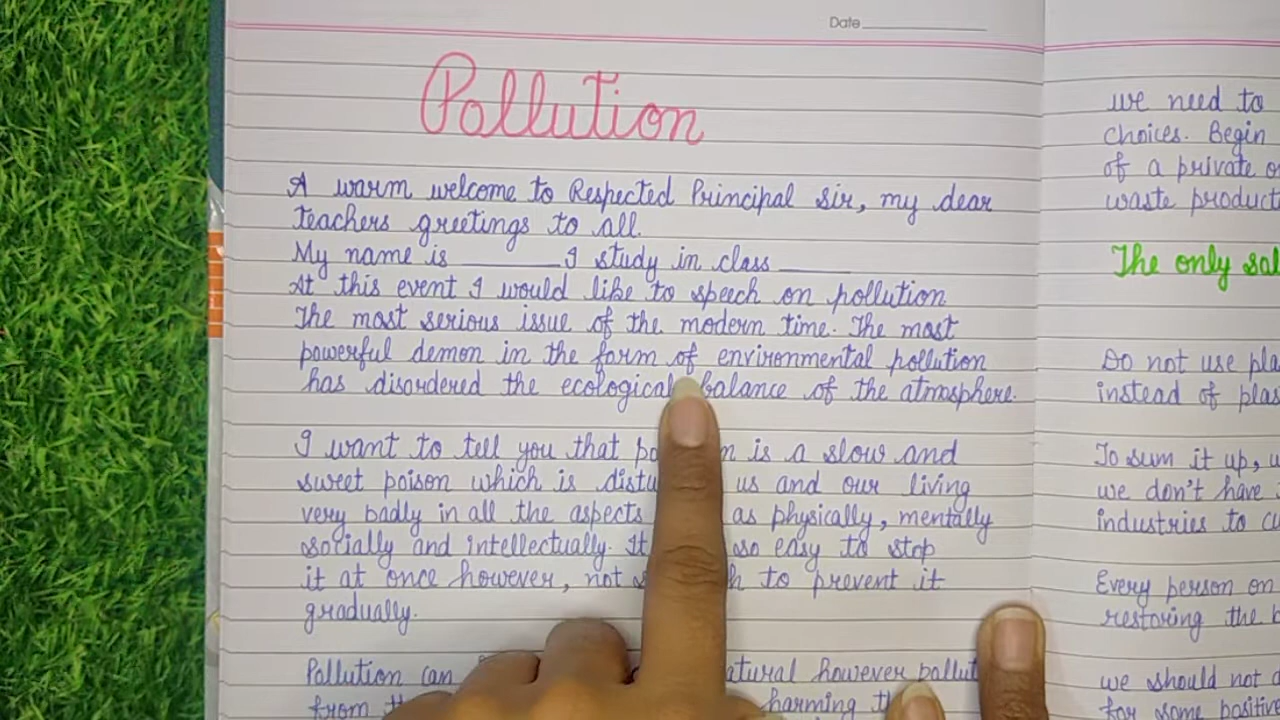 Date
Pollution
A warm welcome to Respected Principal Sir, my dear
teachers greetings to all.
My name is ______ I study in class ______
At this event I would like to speech on pollution
The most serious issue of the modern time. The most
powerful demon in the form of environmental pollution
has disordered the ecological balance of the atmosphere.
I want to tell you that is a slow and
sweet poison which is us and our living
very badly in all the aspects as physically, mentally
socially and intellectually. It so easy to stop
it at once however, not to prevent it
gradually.
Pollution can however
from harming
we need to
choices. Begin
of a private
waste
The only
Do not use
instead of
To sum it up,
we don't have
industries to
Every person on
restoring the
we should not
for some